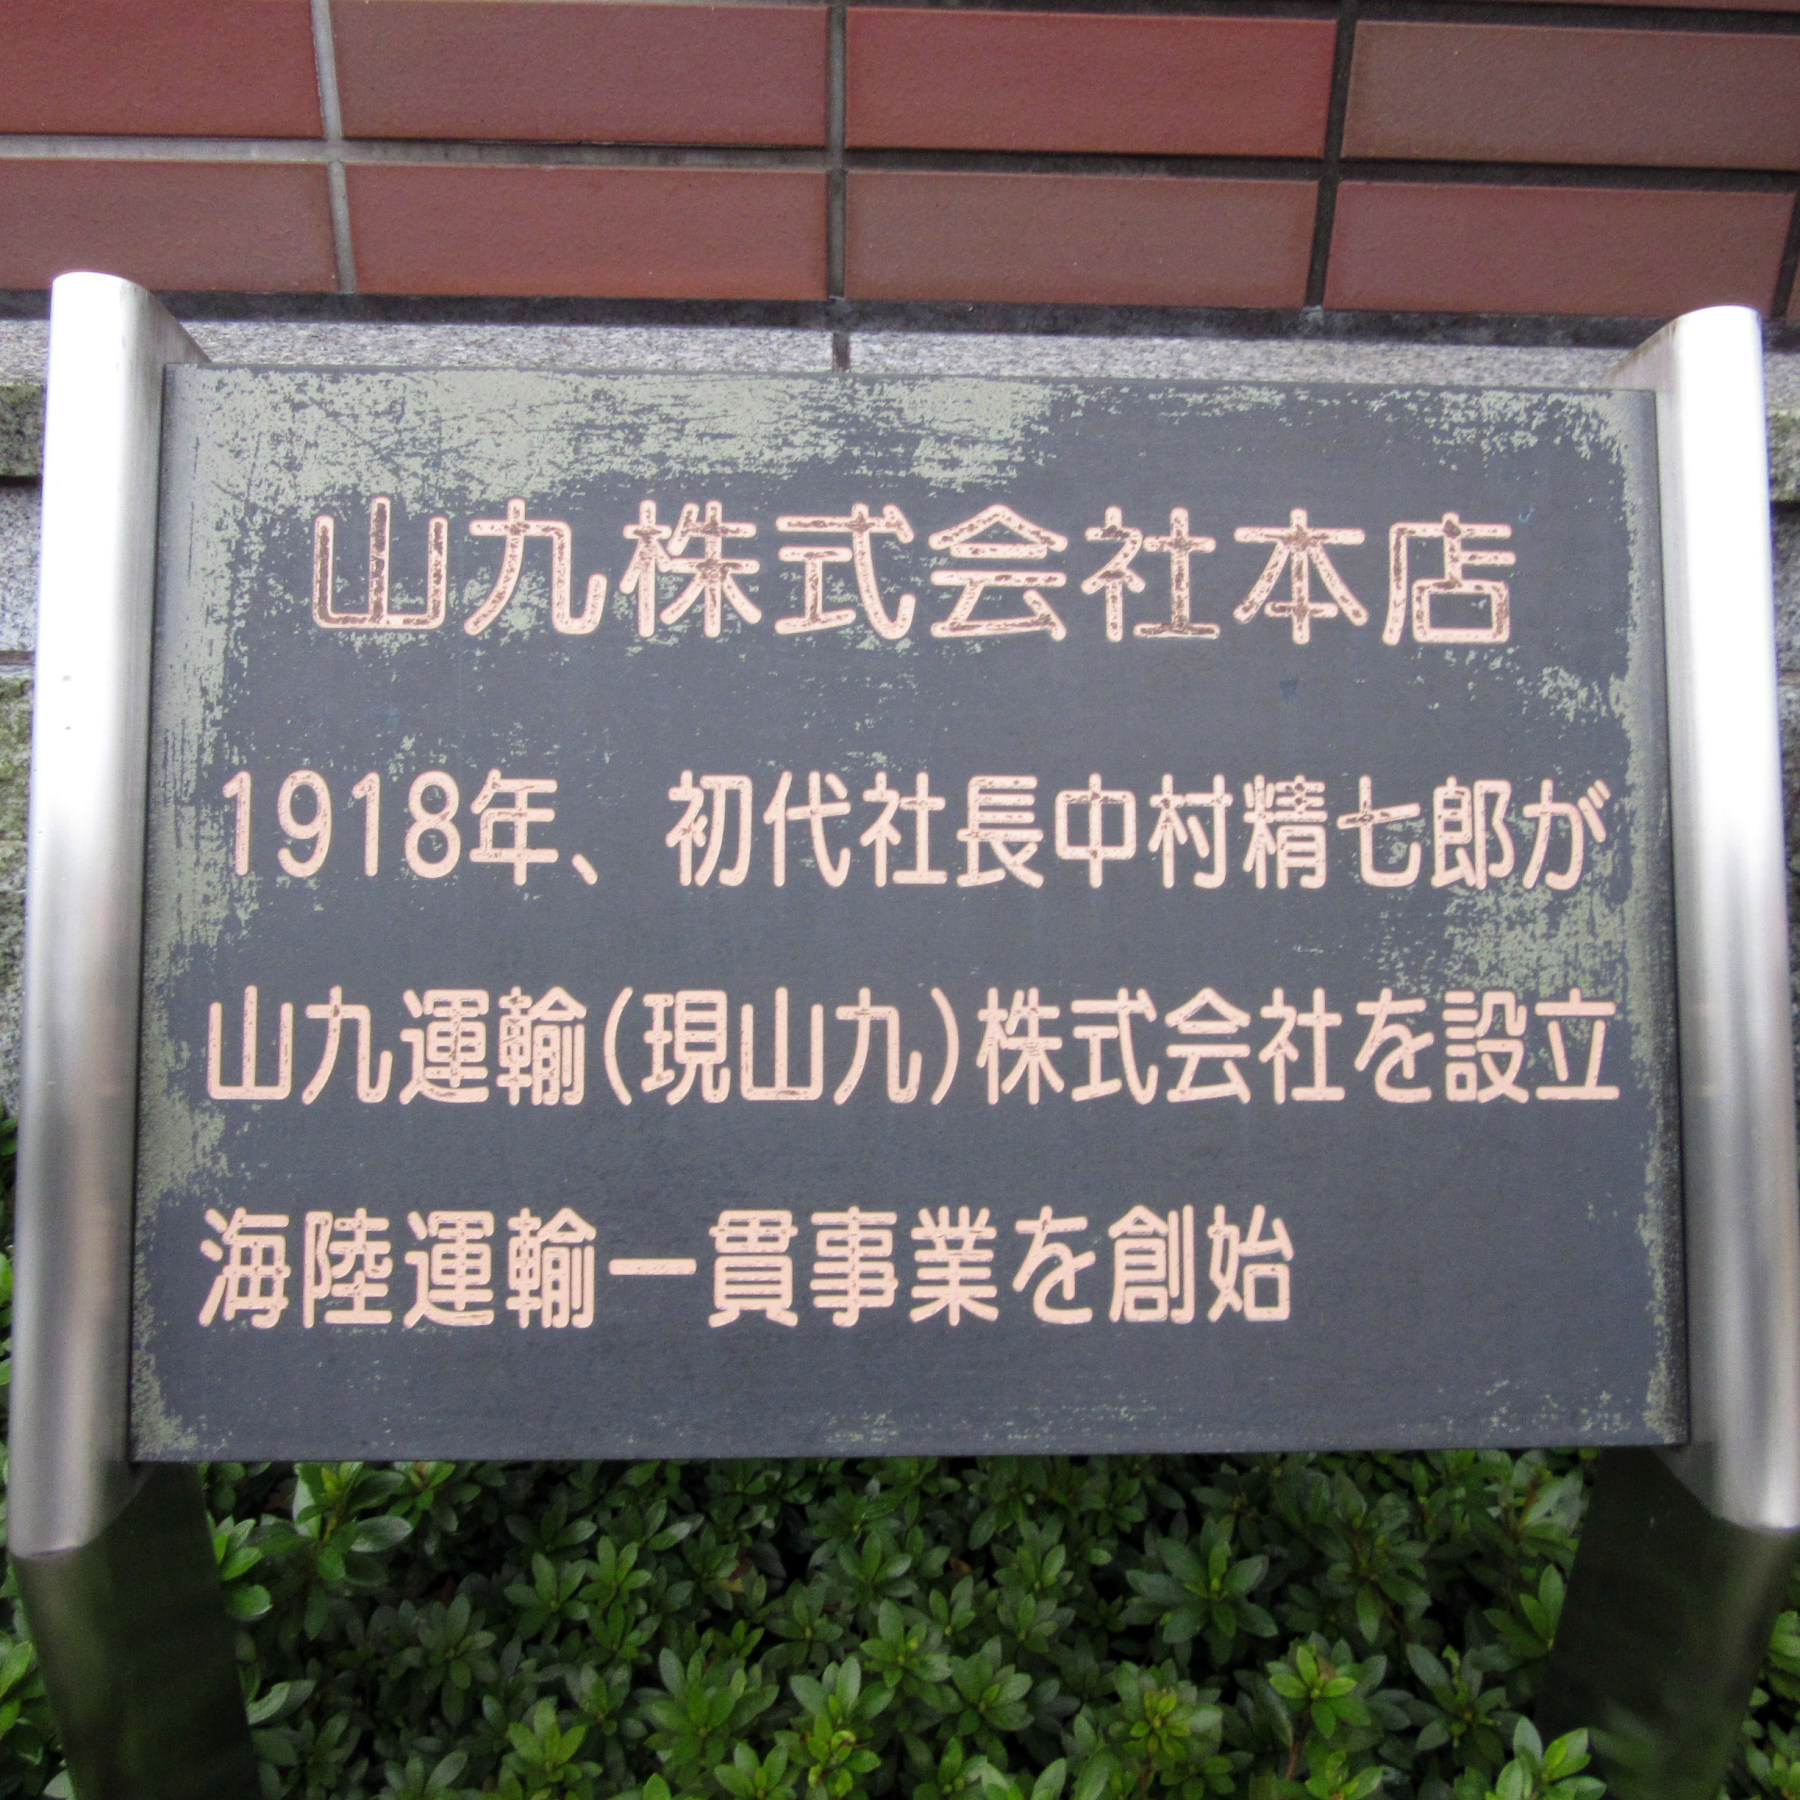 山九株式会社本店
1918年、初代社長中村精七郎が
山九運輸(現山九)株式会社を設立
海陸運輸一貫事業を創始